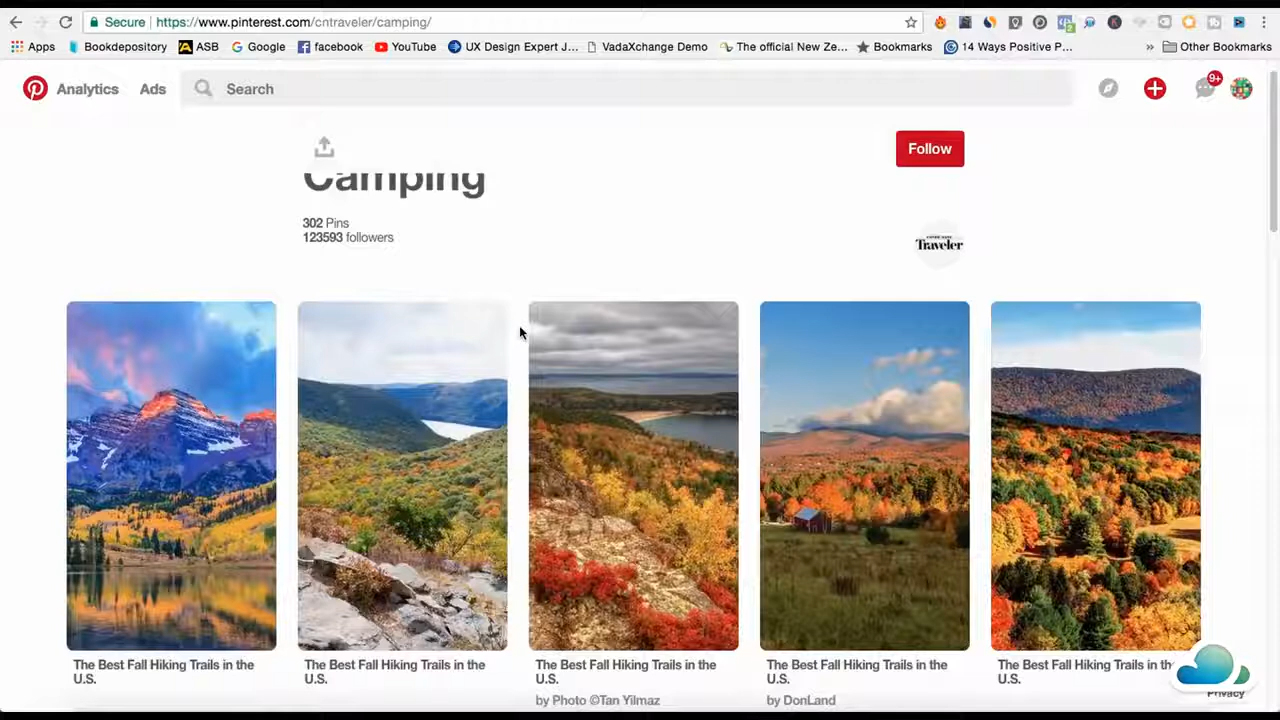 Secure https://www.pinterest.com/cntraveler/camping/
Apps Bookdepository ASB Google facebook YouTube UX Design Expert J... VadaXchange Demo The official New Ze... Bookmarks 14 Ways Positive P... » Other Bookmarks
Analytics Ads Search 9+
Follow
Camping
302 Pins
123593 followers
Traveler
The Best Fall Hiking Trails in the The Best Fall Hiking Trails in the The Best Fall Hiking Trails in the The Best Fall Hiking Trails in the The Best Fall Hiking Trails in the
U.S. U.S. U.S. U.S. U.S.
by Photo ©Tan Yilmaz by DonLand
Privacy